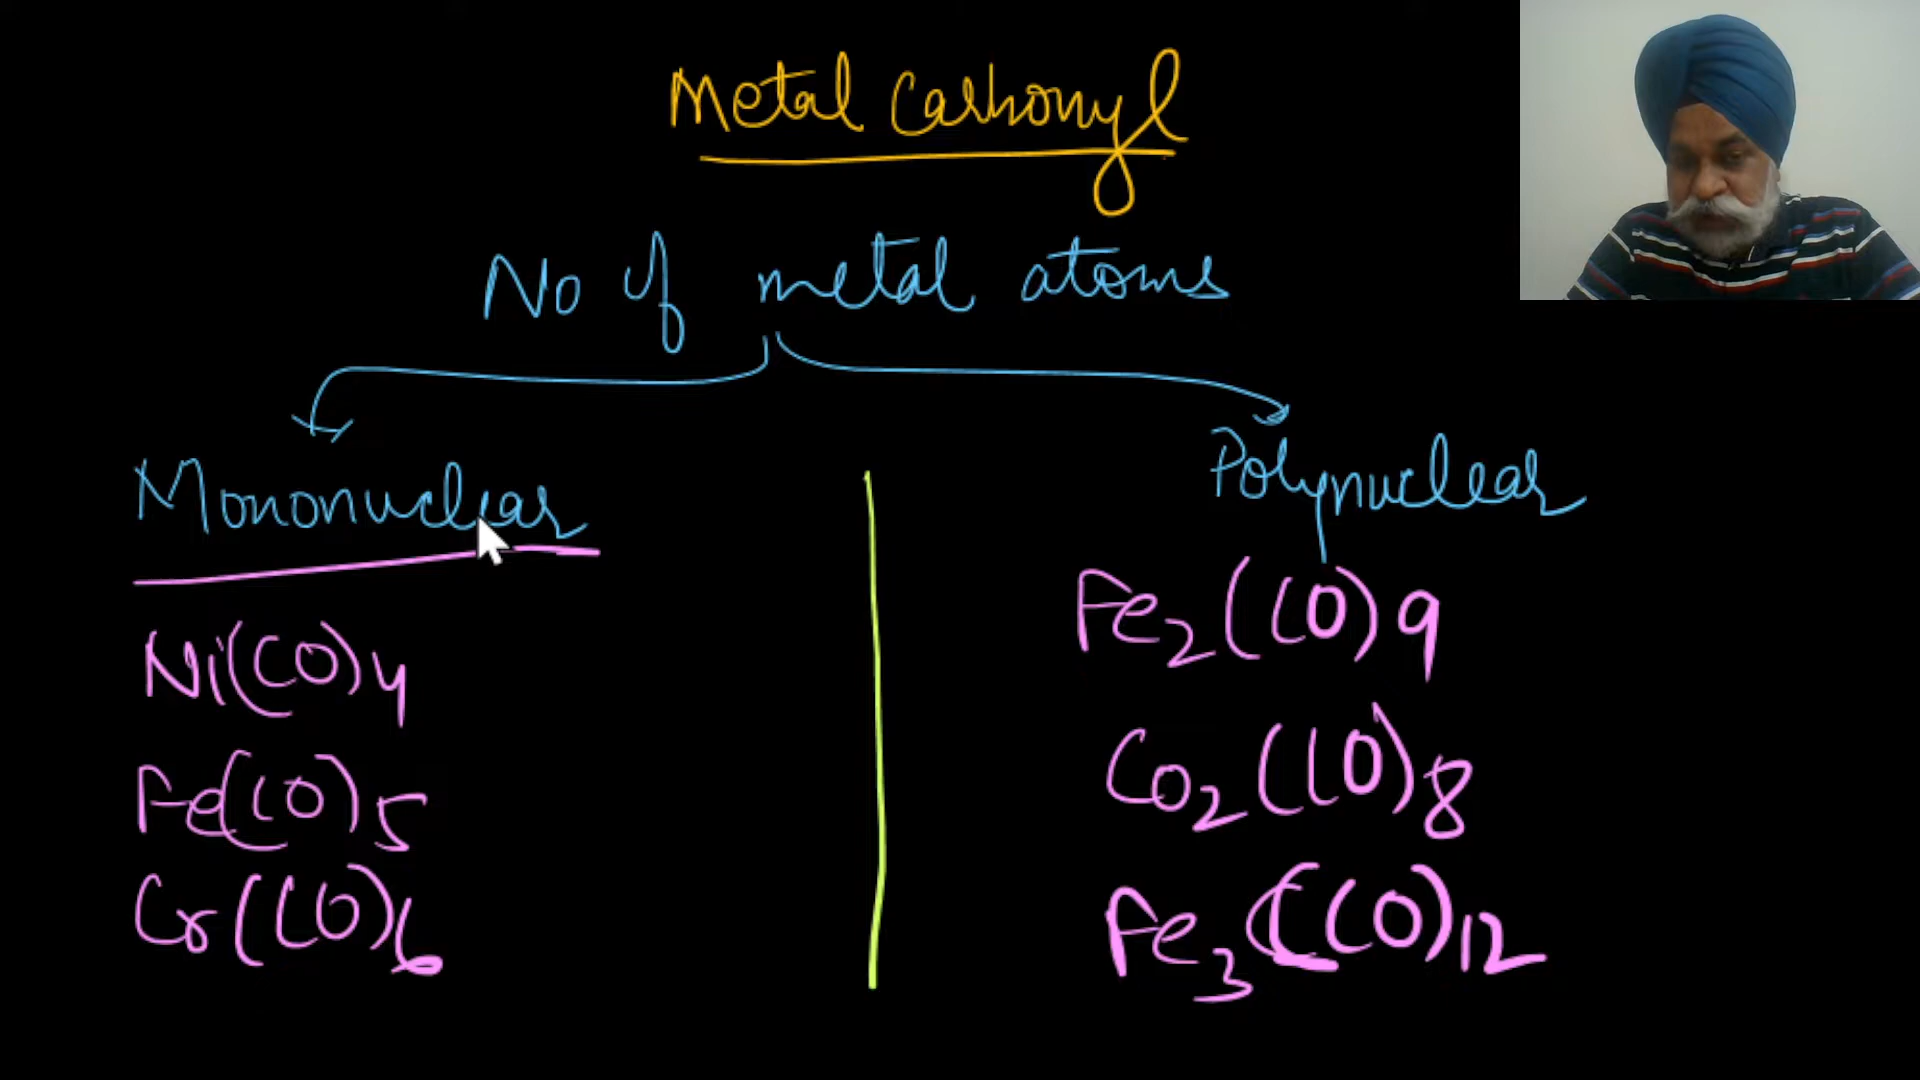 Metal Carbonyl
No of metal atoms
Mononuclear
Ni(CO)4
Fe(CO)5
Cr(CO)6
Polynuclear
Fe2(CO)9
Co2(CO)8
Fe3(CO)12